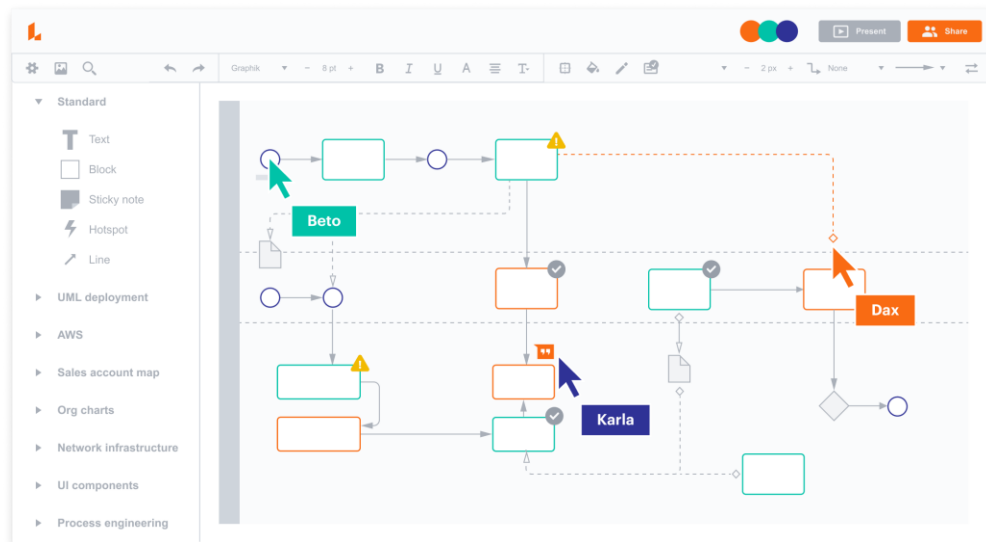 Present
Share
Graphik
8 pt
B I U A T
2 px
None
Standard
T Text
Block
Sticky note
Hotspot
Line
UML deployment
AWS
Sales account map
Org charts
Network infrastructure
UI components
Process engineering
Beto
Dax
Karla